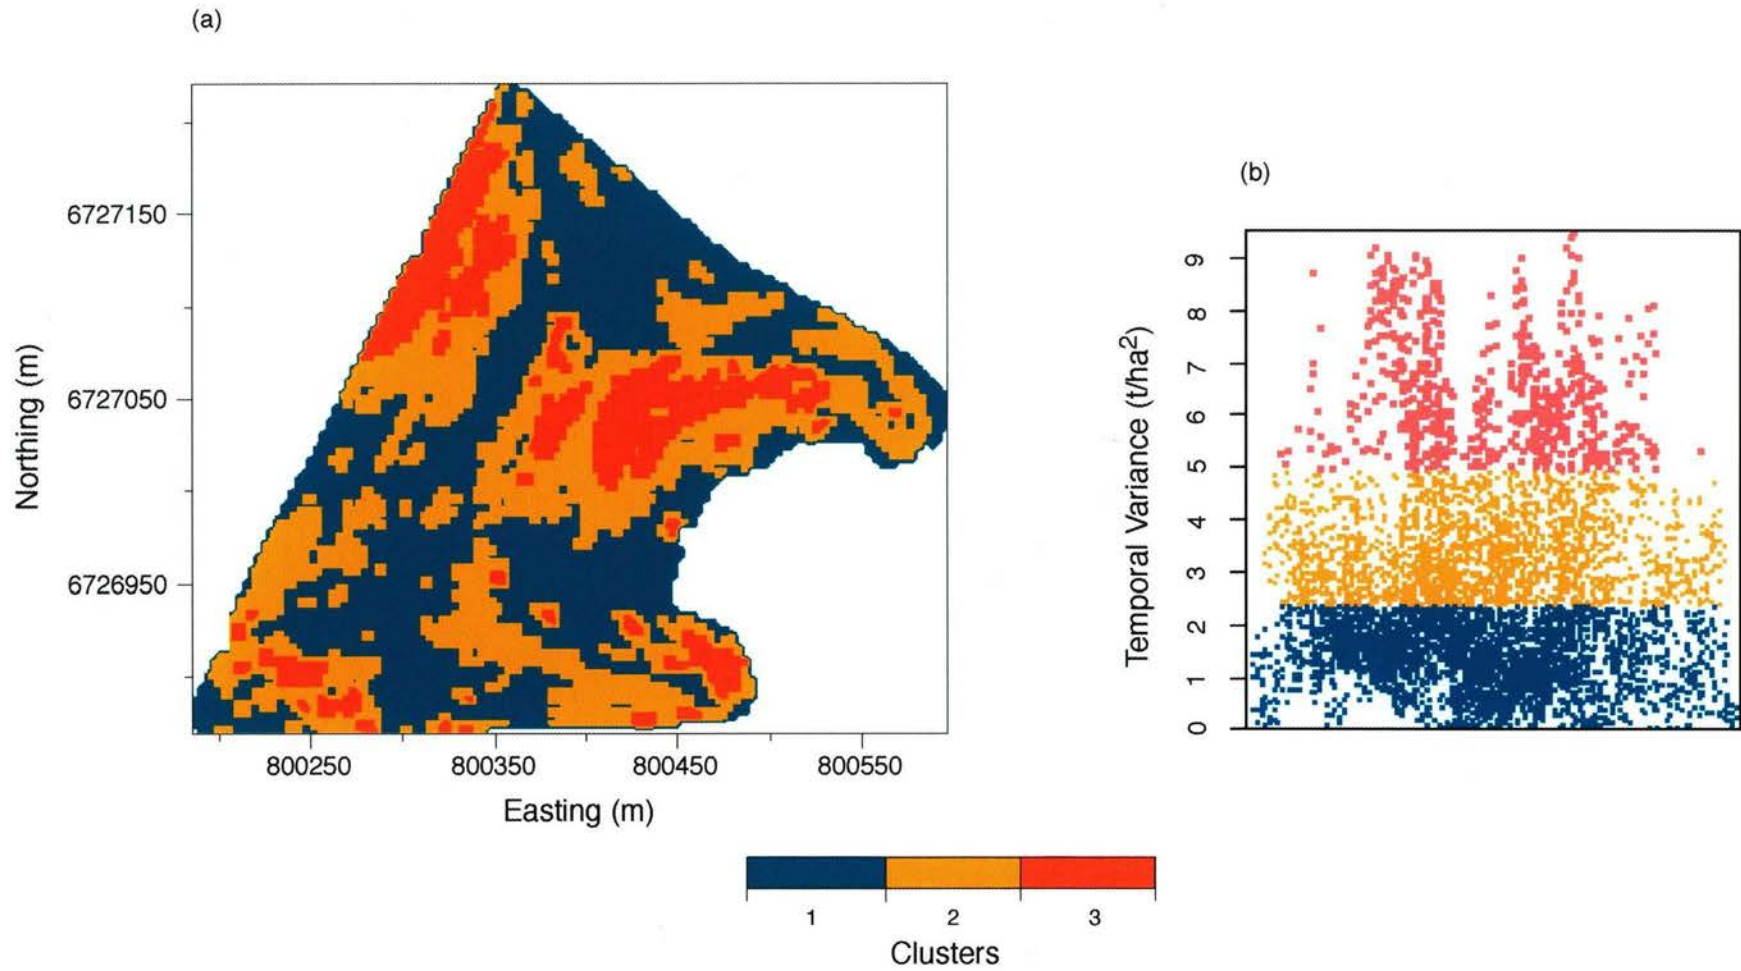 (a)
6727150
6727050
6726950
Northing (m)
800250 800350 800450 800550
Easting (m)
(b)
9
8
7
6
5
4
3
2
1
0
Temporal Variance (t/ha²)
1 2 3
Clusters